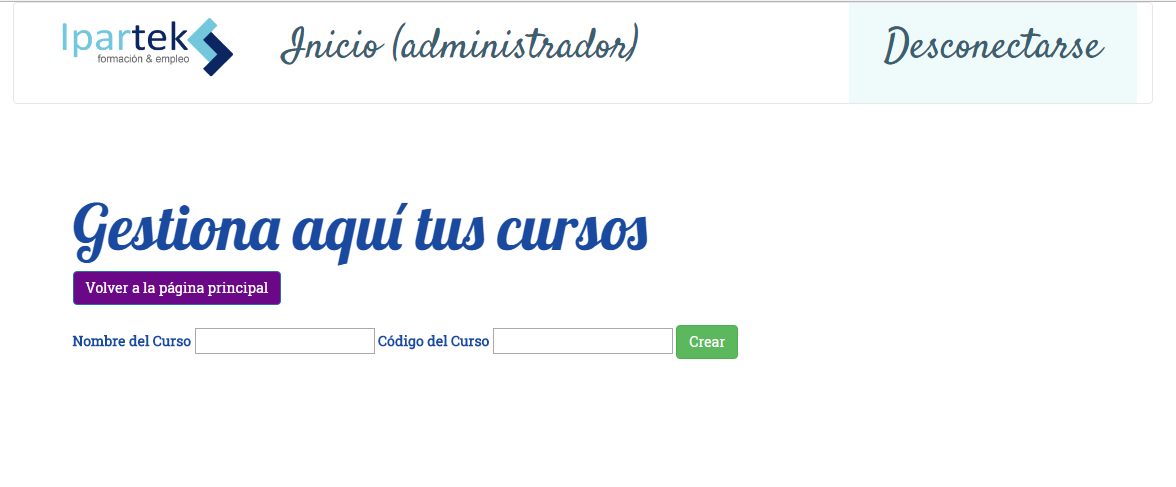 Ipartek
formación & empleo
Inicio (administrador)
Desconectarse
Gestiona aquí tus cursos
Volver a la página principal
Nombre del Curso Código del Curso Crear